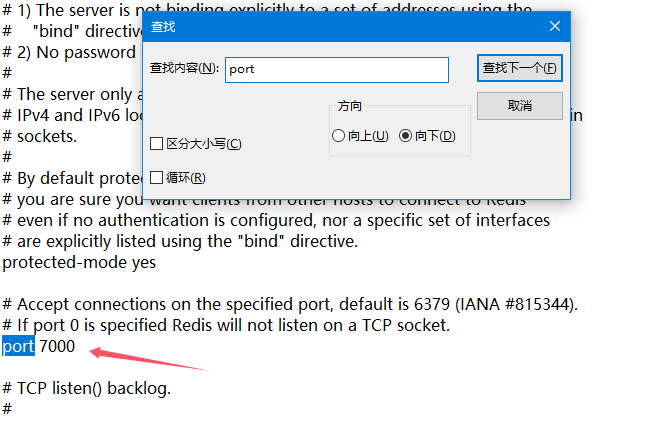 # 1) The server is not binding explicitly to a set of addresses using the
#    "bind" directiv
# 2) No password
#
# The server only a
# IPv4 and IPv6 loo
in
# sockets.
#
# By default protec
# you are sure you want clients from other hosts to connect to Redis
# even if no authentication is configured, nor a specific set of interfaces
# are explicitly listed using the "bind" directive.
protected-mode yes
# Accept connections on the specified port, default is 6379 (IANA #815344).
# If port 0 is specified Redis will not listen on a TCP socket.
port 7000
# TCP listen() backlog.
#
查找
查找内容(N): port 查找下一个(F)
方向 取消
向上(U) 向下(D)
区分大小写(C)
循环(R)